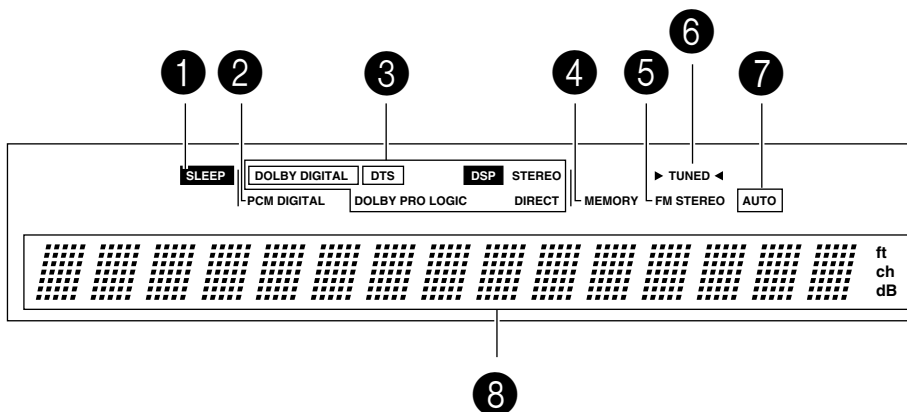 1 2 3 4 5 6 7
SLEEP DOLBY DIGITAL DTS DSP STEREO ► TUNED ◄
PCM DIGITAL DOLBY PRO LOGIC DIRECT MEMORY FM STEREO AUTO
ft
ch
dB
8